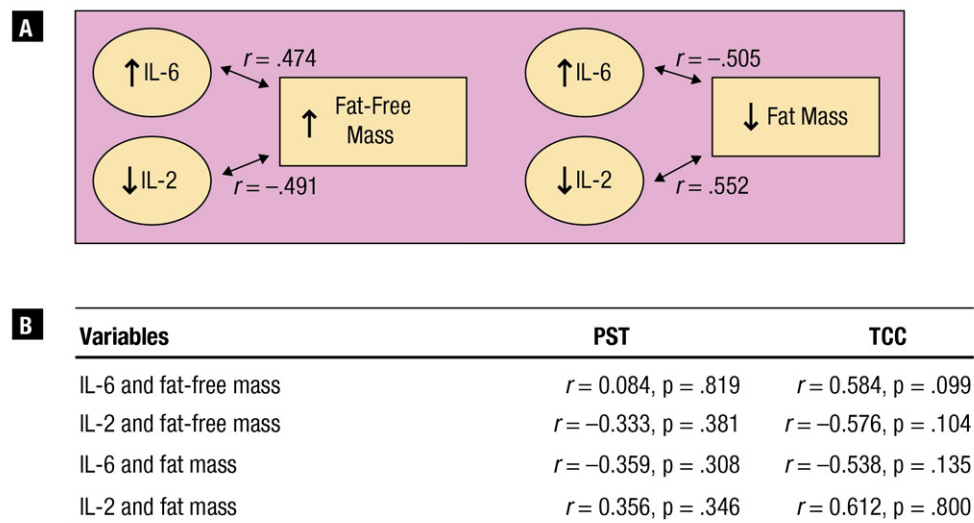 A
↑IL-6
r = .474
↑ Fat-Free
Mass
↓IL-2
r = –.491
↑IL-6
r = –.505
↓ Fat Mass
↓IL-2
r = .552
B
Variables PST TCC
IL-6 and fat-free mass r = 0.084, p = .819 r = 0.584, p = .099
IL-2 and fat-free mass r = –0.333, p = .381 r = –0.576, p = .104
IL-6 and fat mass r = –0.359, p = .308 r = –0.538, p = .135
IL-2 and fat mass r = 0.356, p = .346 r = 0.612, p = .800